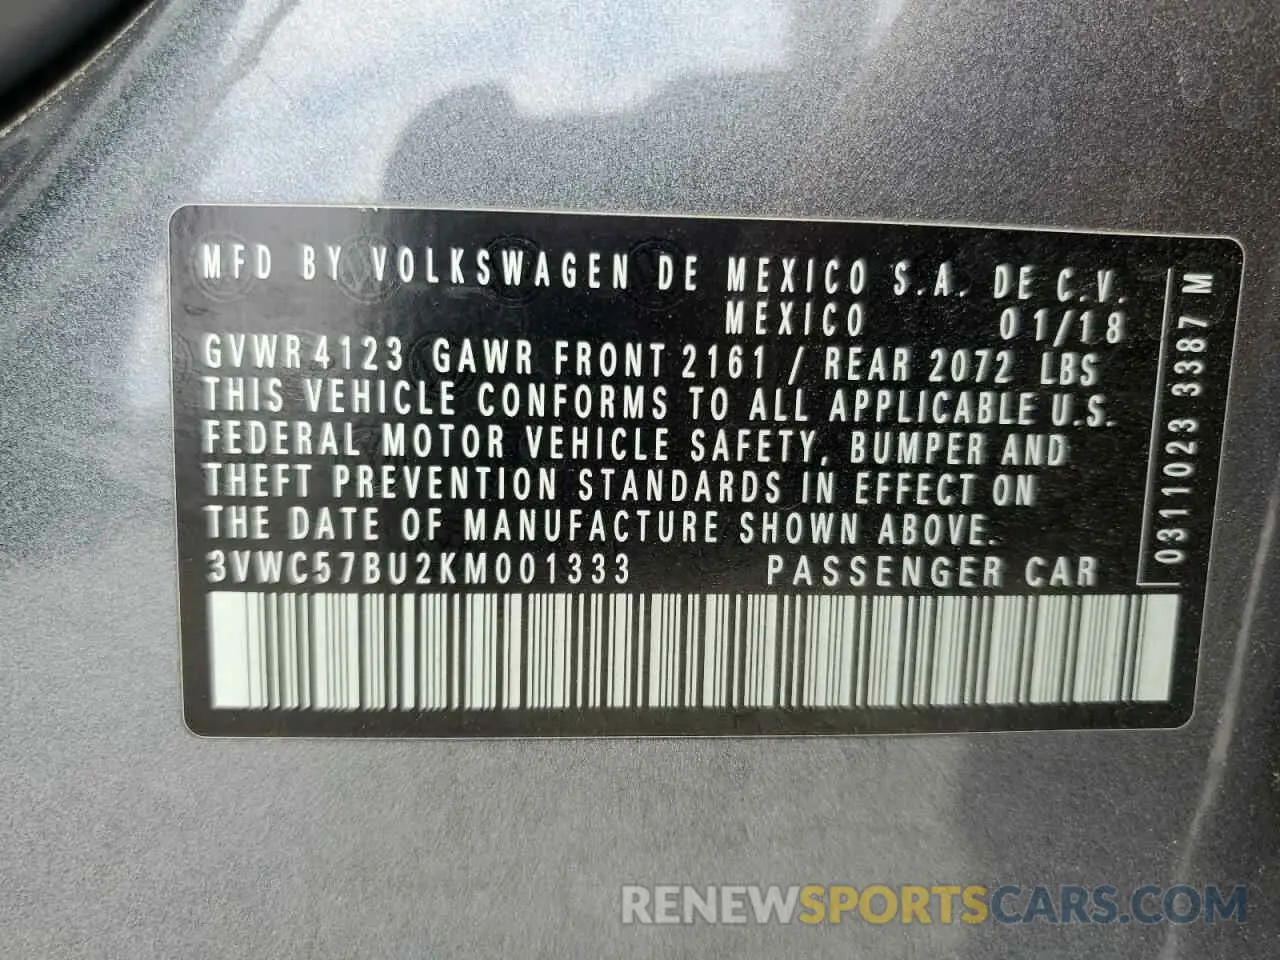 MFD BY VOLKSWAGEN DE MEXICO S.A. DE C.V.
MEXICO 01/18
GVWR 4123 GAWR FRONT 2161 / REAR 2072 LBS
THIS VEHICLE CONFORMS TO ALL APPLICABLE U.S.
FEDERAL MOTOR VEHICLE SAFETY, BUMPER AND
THEFT PREVENTION STANDARDS IN EFFECT ON
THE DATE OF MANUFACTURE SHOWN ABOVE.
3VWC57BU2KM001333 PASSENGER CAR
0311023 3387 M
RENEWSPORTSCARS.COM